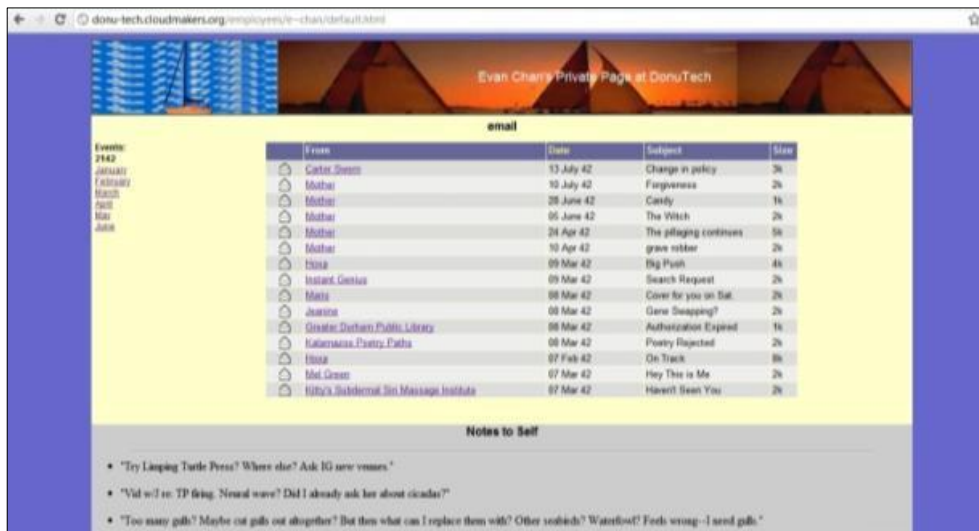 donu-tech.cloudmakers.org/employees/e-chan/default.html
Evan Chan's Private Page at DonuTech
email
Events:
2142
January
February
March
April
May
June
From Date Subject Size
Carter Swem 13 July 42 Change in policy 3k
Mother 10 July 42 Forgiveness 2k
Mother 28 June 42 Candy 1k
Mother 05 June 42 The Witch 2k
Mother 24 Apr 42 The pillaging continues 5k
Mother 10 Apr 42 grave robber 2k
Hoxa 09 Mar 42 Big Push 4k
Instant Genius 09 Mar 42 Search Request 2k
Maria 08 Mar 42 Cover for you on Sat. 2k
Jeanine 08 Mar 42 Gene Swapping? 2k
Greater Durham Public Library 08 Mar 42 Authorization Expired 1k
Kalamazoo Poetry Paths 08 Mar 42 Poetry Rejected 2k
Hoxa 07 Feb 42 On Track 8k
Mel Green 07 Mar 42 Hey This is Me 2k
Kitty's Subdermal Sin Massage Institute 07 Mar 42 Haven't Seen You 2k
Notes to Self
• "Try Limping Turtle Press? Where else? Ask IG new venues."
• "Vid w/J re: TP firing. Neural wave? Did I already ask her about cicadas?"
• "Too many gulls? Maybe cut gulls out altogether? But then what can I replace them with? Other seabirds? Waterfowl? Feels wrong--I need gulls."